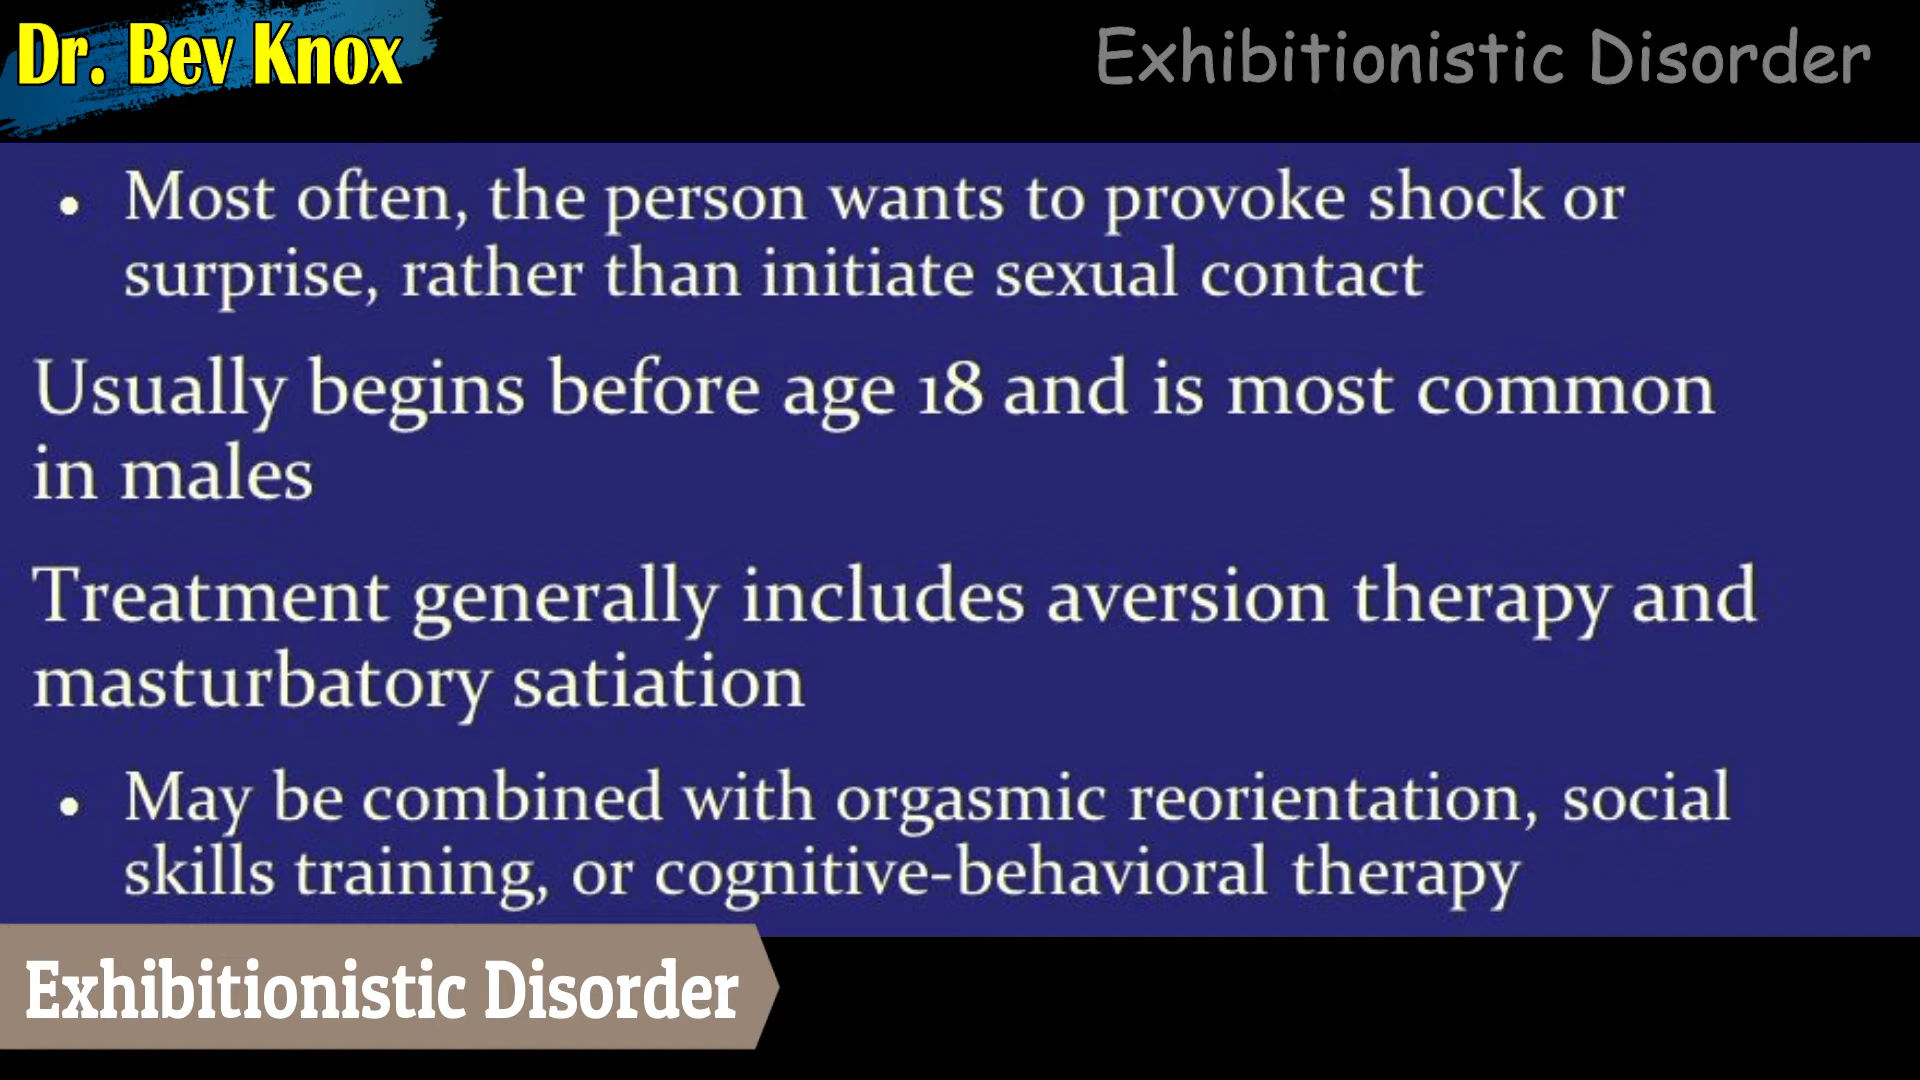 Dr. Bev Knox
Exhibitionistic Disorder
• Most often, the person wants to provoke shock or
surprise, rather than initiate sexual contact
Usually begins before age 18 and is most common
in males
Treatment generally includes aversion therapy and
masturbatory satiation
• May be combined with orgasmic reorientation, social
skills training, or cognitive-behavioral therapy
Exhibitionistic Disorder